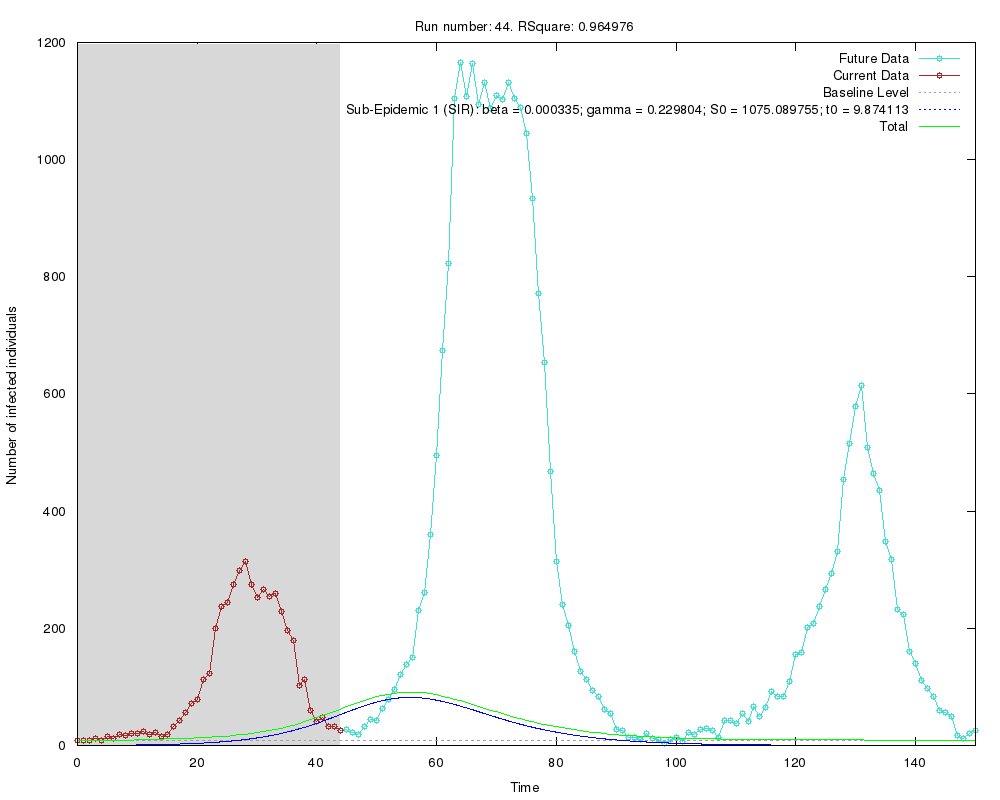 Run number: 44. RSquare: 0.964976
Future Data
Current Data
Baseline Level
Sub-Epidemic 1 (SIR): beta = 0.000335; gamma = 0.229804; S0 = 1075.089755; t0 = 9.874113
Total
1200
1000
800
600
400
200
0
Number of infected individuals
0 20 40 60 80 100 120 140
Time